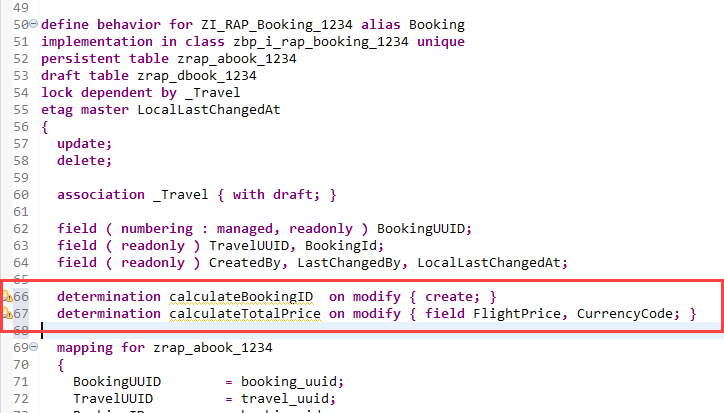 49
50 define behavior for ZI_RAP_Booking_1234 alias Booking
51 implementation in class zbp_i_rap_booking_1234 unique
52 persistent table zrap_abook_1234
53 draft table zrap_dbook_1234
54 lock dependent by _Travel
55 etag master LocalLastChangedAt
56 {
57 update;
58 delete;
59
60 association _Travel { with draft; }
61
62 field ( numbering : managed, readonly ) BookingUUID;
63 field ( readonly ) TravelUUID, BookingId;
64 field ( readonly ) CreatedBy, LastChangedBy, LocalLastChangedAt;
65
66 determination calculateBookingID on modify { create; }
67 determination calculateTotalPrice on modify { field FlightPrice, CurrencyCode; }
68
69 mapping for zrap_abook_1234
70 {
71 BookingUUID = booking_uuid;
72 TravelUUID = travel_uuid;